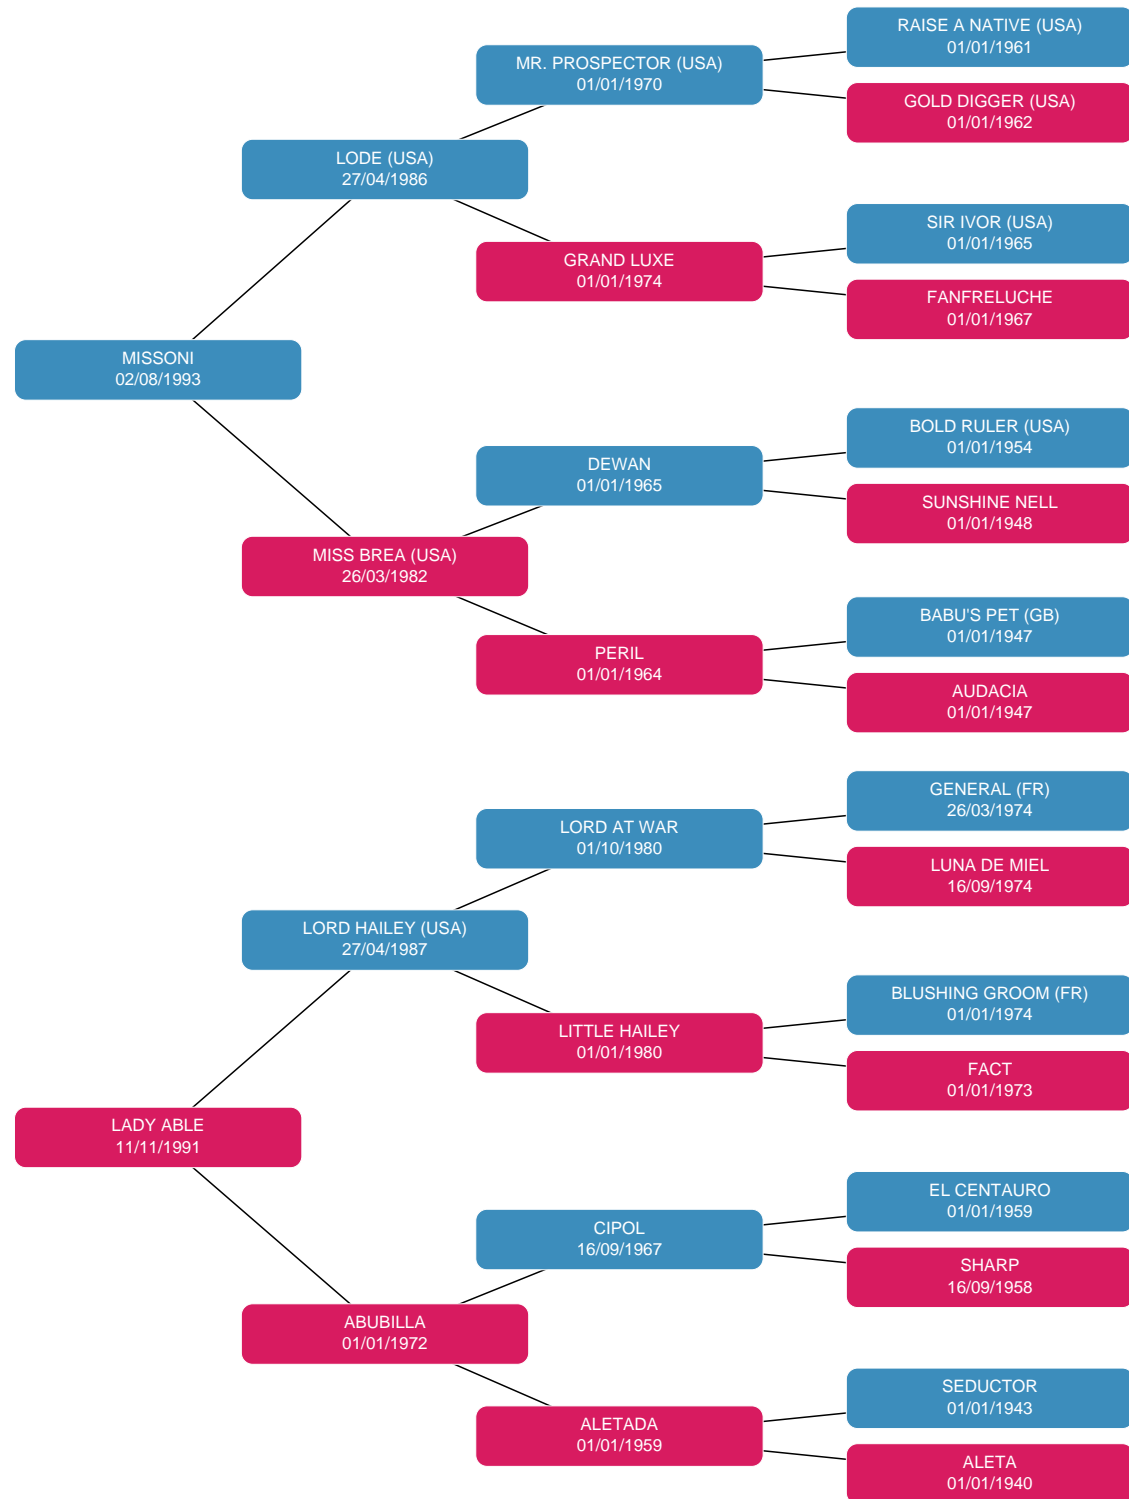 RAISE A NATIVE (USA)
01/01/1961
MR. PROSPECTOR (USA)
01/01/1970
GOLD DIGGER (USA)
01/01/1962
LODE (USA)
27/04/1986
SIR IVOR (USA)
01/01/1965
GRAND LUXE
01/01/1974
FANFRELUCHE
01/01/1967
MISSONI
02/08/1993
BOLD RULER (USA)
01/01/1954
DEWAN
01/01/1965
SUNSHINE NELL
01/01/1948
MISS BREA (USA)
26/03/1982
BABU'S PET (GB)
01/01/1947
PERIL
01/01/1964
AUDACIA
01/01/1947
GENERAL (FR)
26/03/1974
LORD AT WAR
01/10/1980
LUNA DE MIEL
16/09/1974
LORD HAILEY (USA)
27/04/1987
BLUSHING GROOM (FR)
01/01/1974
LITTLE HAILEY
01/01/1980
FACT
01/01/1973
LADY ABLE
11/11/1991
EL CENTAURO
01/01/1959
CIPOL
16/09/1967
SHARP
16/09/1958
ABUBILLA
01/01/1972
SEDUCTOR
01/01/1943
ALETADA
01/01/1959
ALETA
01/01/1940